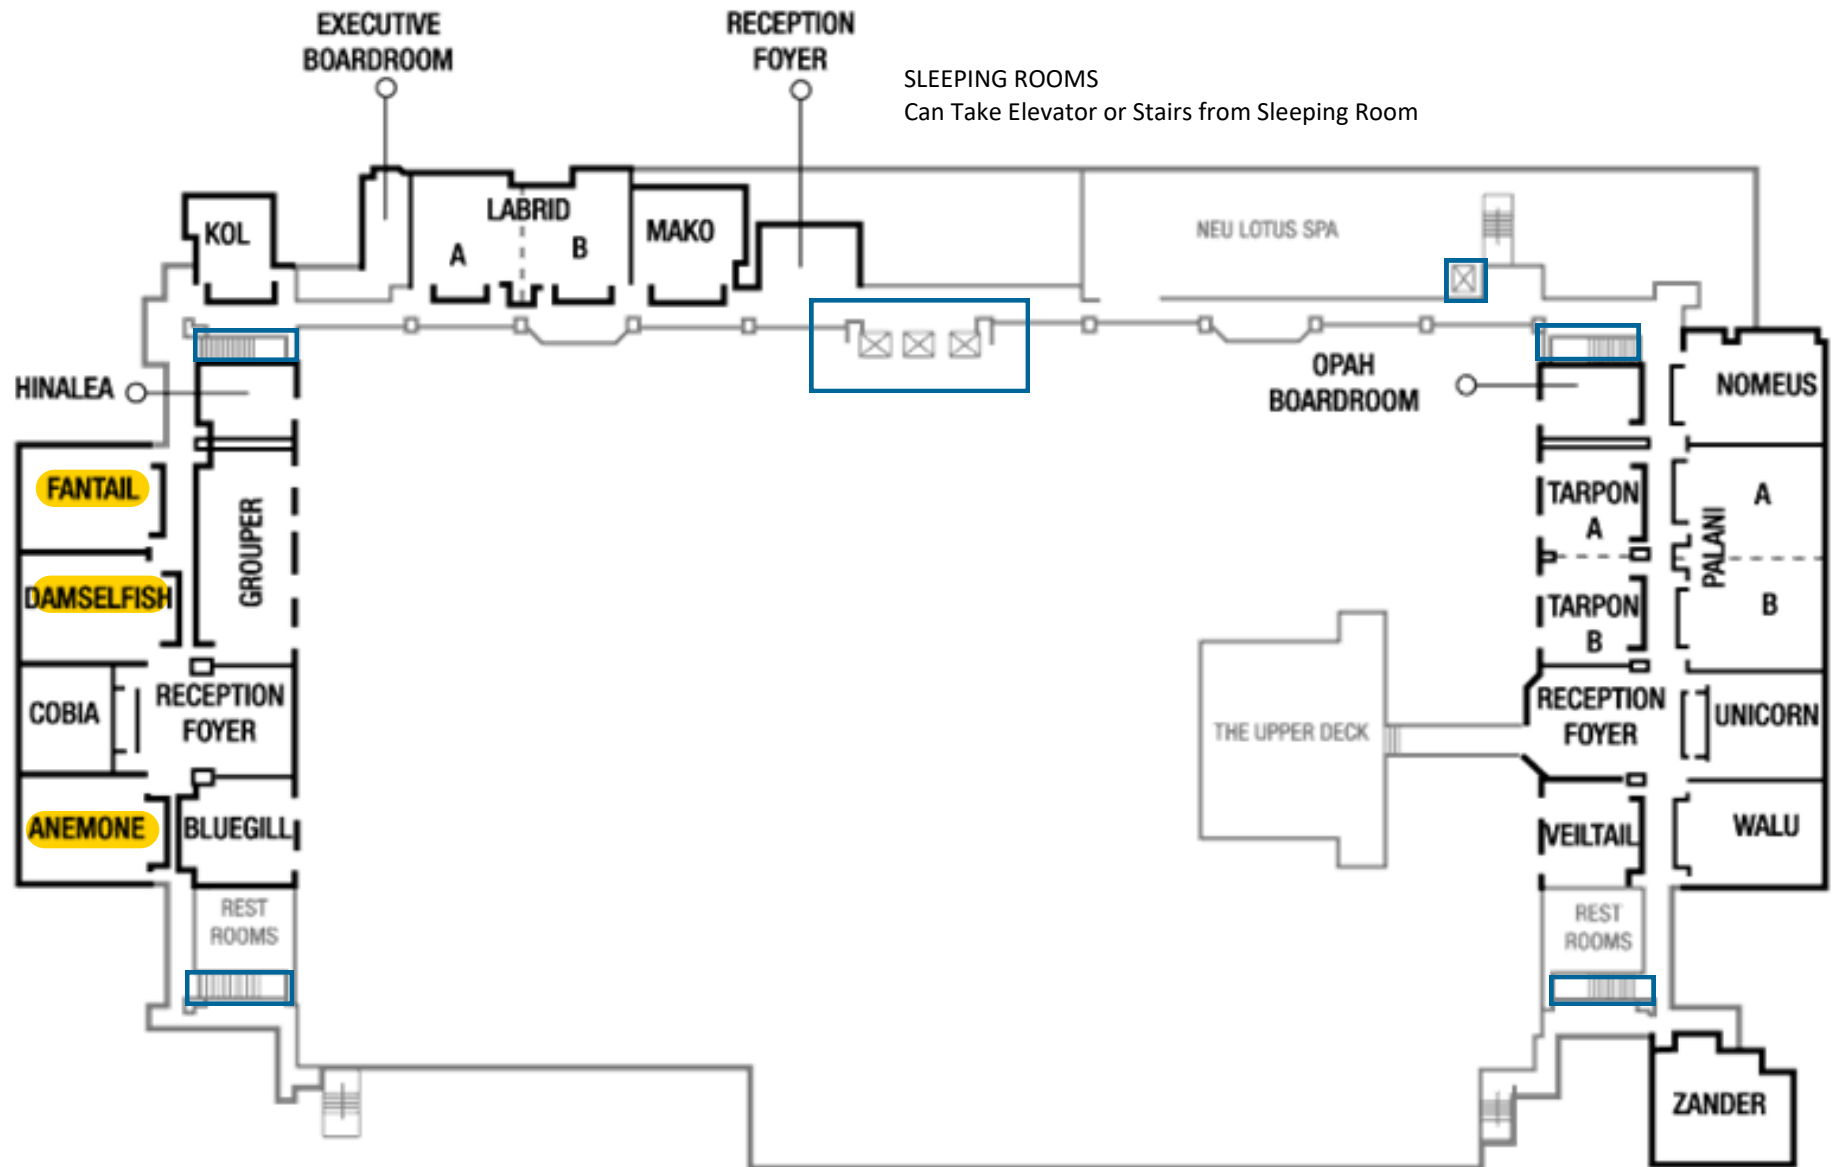 EXECUTIVE
BOARDROOM
RECEPTION
FOYER
SLEEPING ROOMS
Can Take Elevator or Stairs from Sleeping Room
KOL
LABRID
A
B
MAKO
NEU LOTUS SPA
HINALEA
OPAH
BOARDROOM
NOMEUS
FANTAIL
GROUPER
TARPON
A
PALANI
A
DAMSELFISH
TARPON
B
B
COBIA
RECEPTION
FOYER
THE UPPER DECK
RECEPTION
FOYER
UNICORN
ANEMONE
BLUEGILL
VEILTAIL
WALU
REST
ROOMS
REST
ROOMS
ZANDER